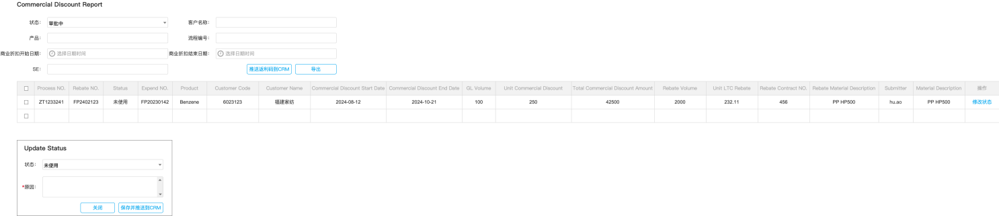 Commercial Discount Report
状态: 审批中 客户名称:
产品: 流程编号:
商业折扣开始日期: 选择日期时间 商业折扣结束日期: 选择日期时间
SE: 推送返利码到CRM 导出
Process NO. Rebate NO. Status Expend NO. Product Customer Code Customer Name Commercial Discount Start Date Commercial Discount End Date GL Volume Unit Commercial Discount Total Commercial Discount Amount Rebate Volume Unit LTC Rebate Rebate Contract NO. Rebate Material Description Submitter Material Description 操作
ZT1233241 FP2402123 未使用 FP20230142 Benzene 6023123 福建家纺 2024-08-12 2024-10-21 100 250 42500 2000 232.11 456 PP HP500 hu.ao PP HP500 修改状态
Update Status
状态: 未使用
*原因:
关闭 保存并推送到CRM